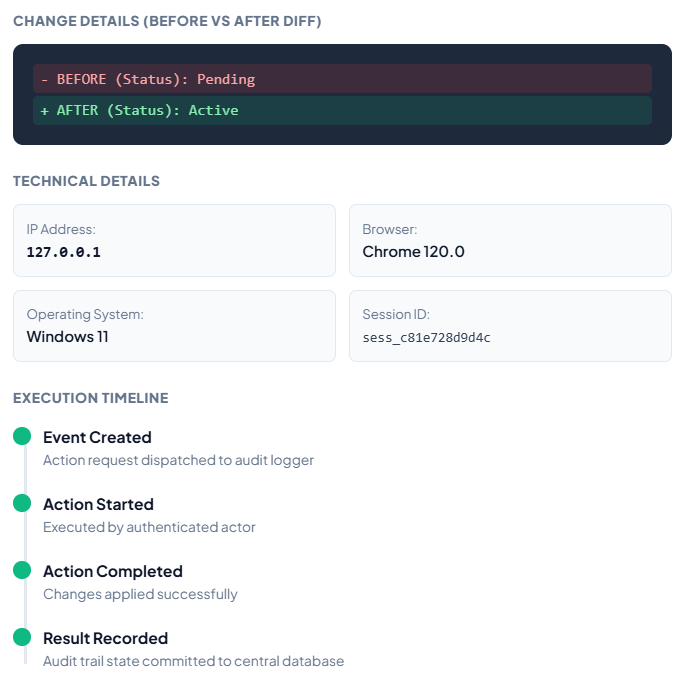 CHANGE DETAILS (BEFORE VS AFTER DIFF)
- BEFORE (Status): Pending
+ AFTER (Status): Active
TECHNICAL DETAILS
IP Address:
127.0.0.1
Browser:
Chrome 120.0
Operating System:
Windows 11
Session ID:
sess_c81e728d9d4c
EXECUTION TIMELINE
Event Created
Action request dispatched to audit logger
Action Started
Executed by authenticated actor
Action Completed
Changes applied successfully
Result Recorded
Audit trail state committed to central database